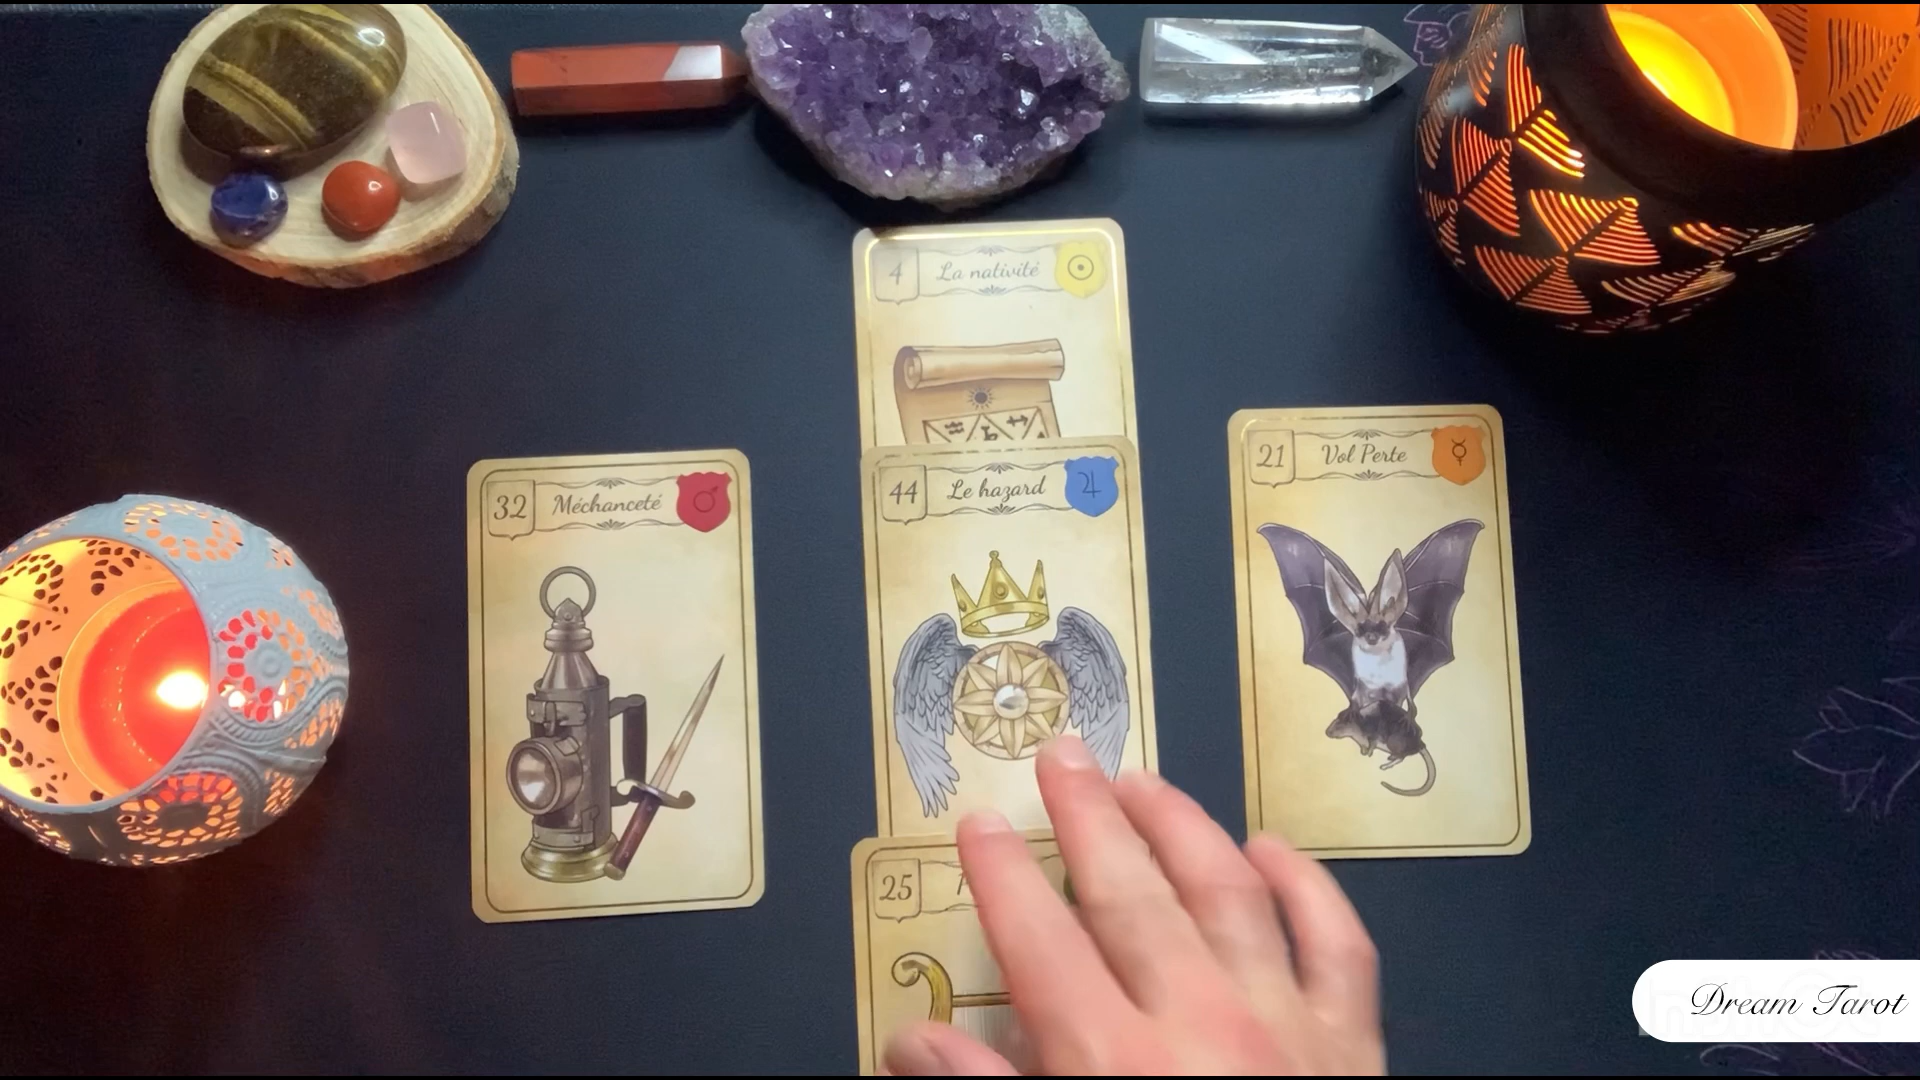 4 La nativité
32 Méchanceté
44 Le hazard
21 Vol Perte
25
Dream Tarot